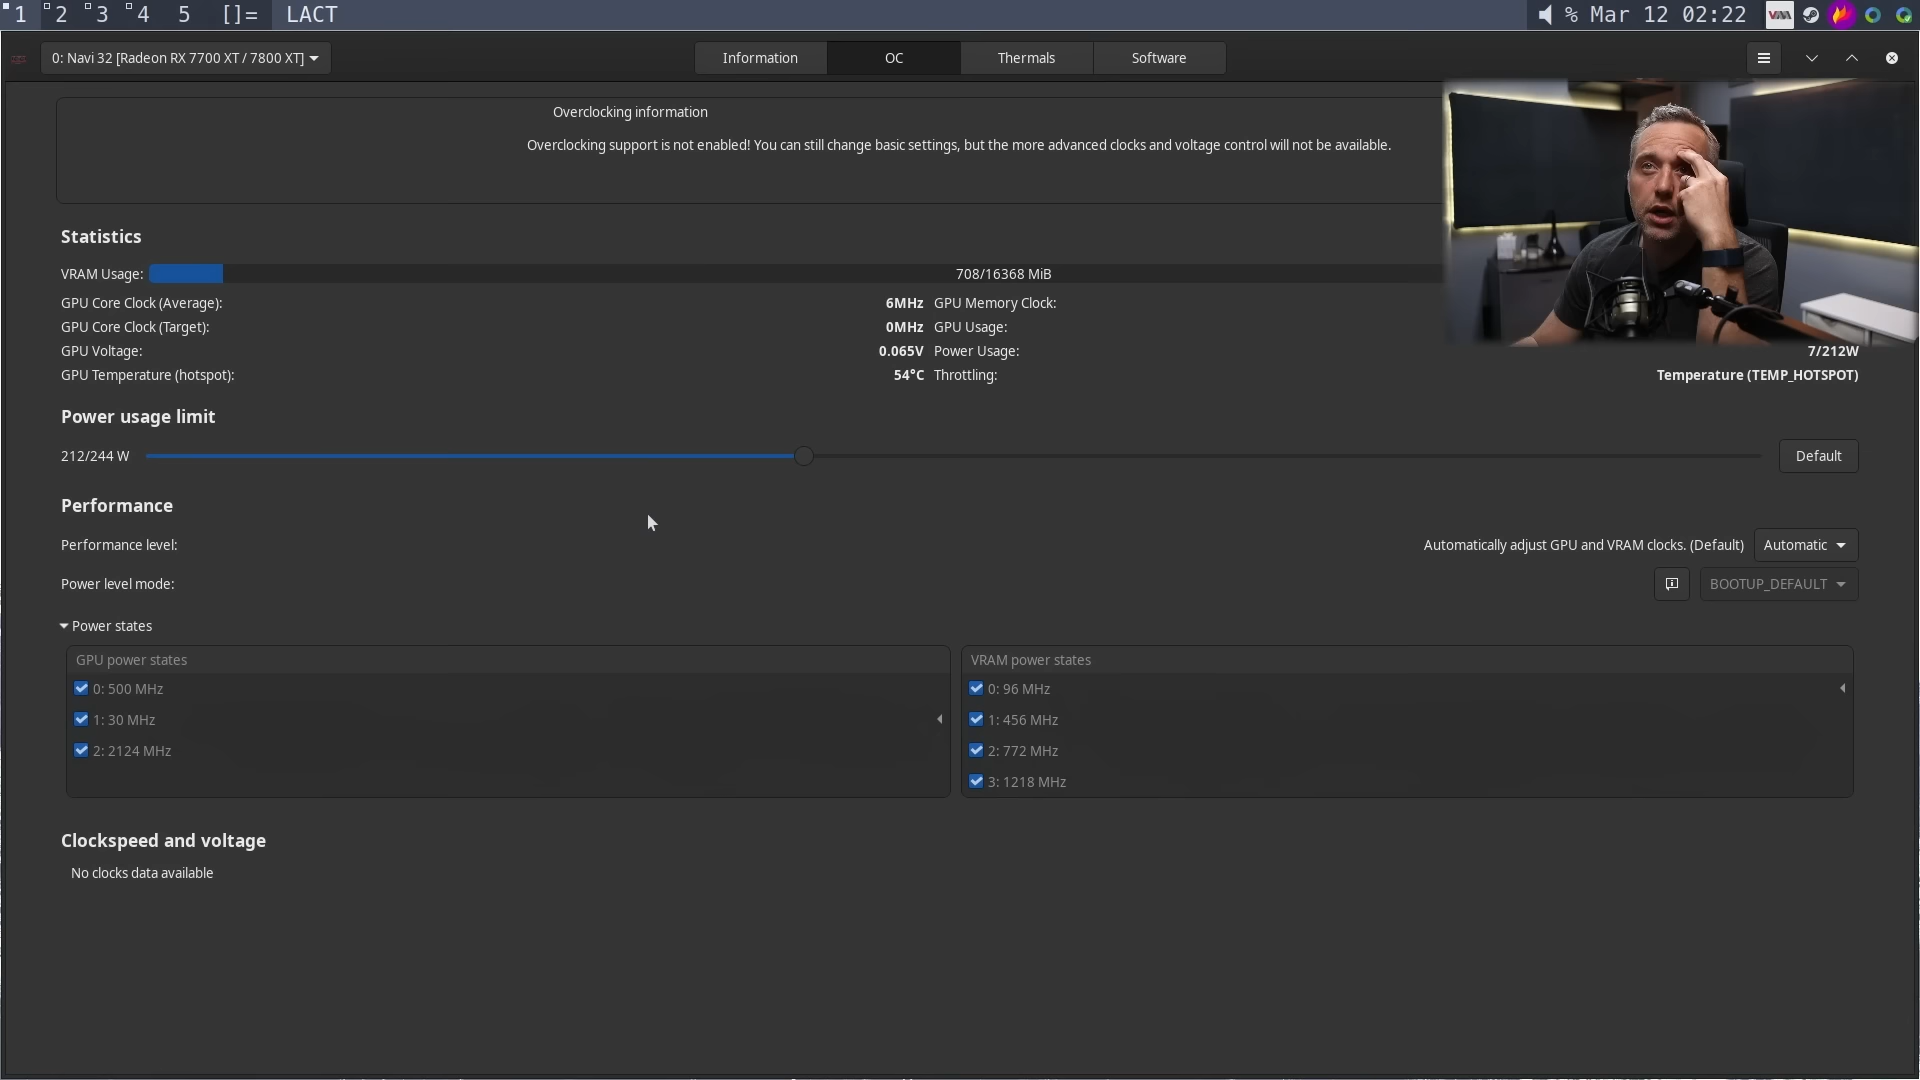 1 2 3 4 5 []= LACT
% Mar 12 02:22
0: Navi 32 [Radeon RX 7700 XT / 7800 XT]
Information OC Thermals Software
Overclocking information
Overclocking support is not enabled! You can still change basic settings, but the more advanced clocks and voltage control will not be available.
Statistics
VRAM Usage: 708/16368 MiB
GPU Core Clock (Average): 6MHz GPU Memory Clock:
GPU Core Clock (Target): 0MHz GPU Usage:
GPU Voltage: 0.065V Power Usage: 7/212W
GPU Temperature (hotspot): 54°C Throttling: Temperature (TEMP_HOTSPOT)
Power usage limit
212/244 W Default
Performance
Performance level: Automatically adjust GPU and VRAM clocks. (Default) Automatic
Power level mode: BOOTUP_DEFAULT
Power states
GPU power states
0: 500 MHz
1: 30 MHz
2: 2124 MHz
VRAM power states
0: 96 MHz
1: 456 MHz
2: 772 MHz
3: 1218 MHz
Clockspeed and voltage
No clocks data available